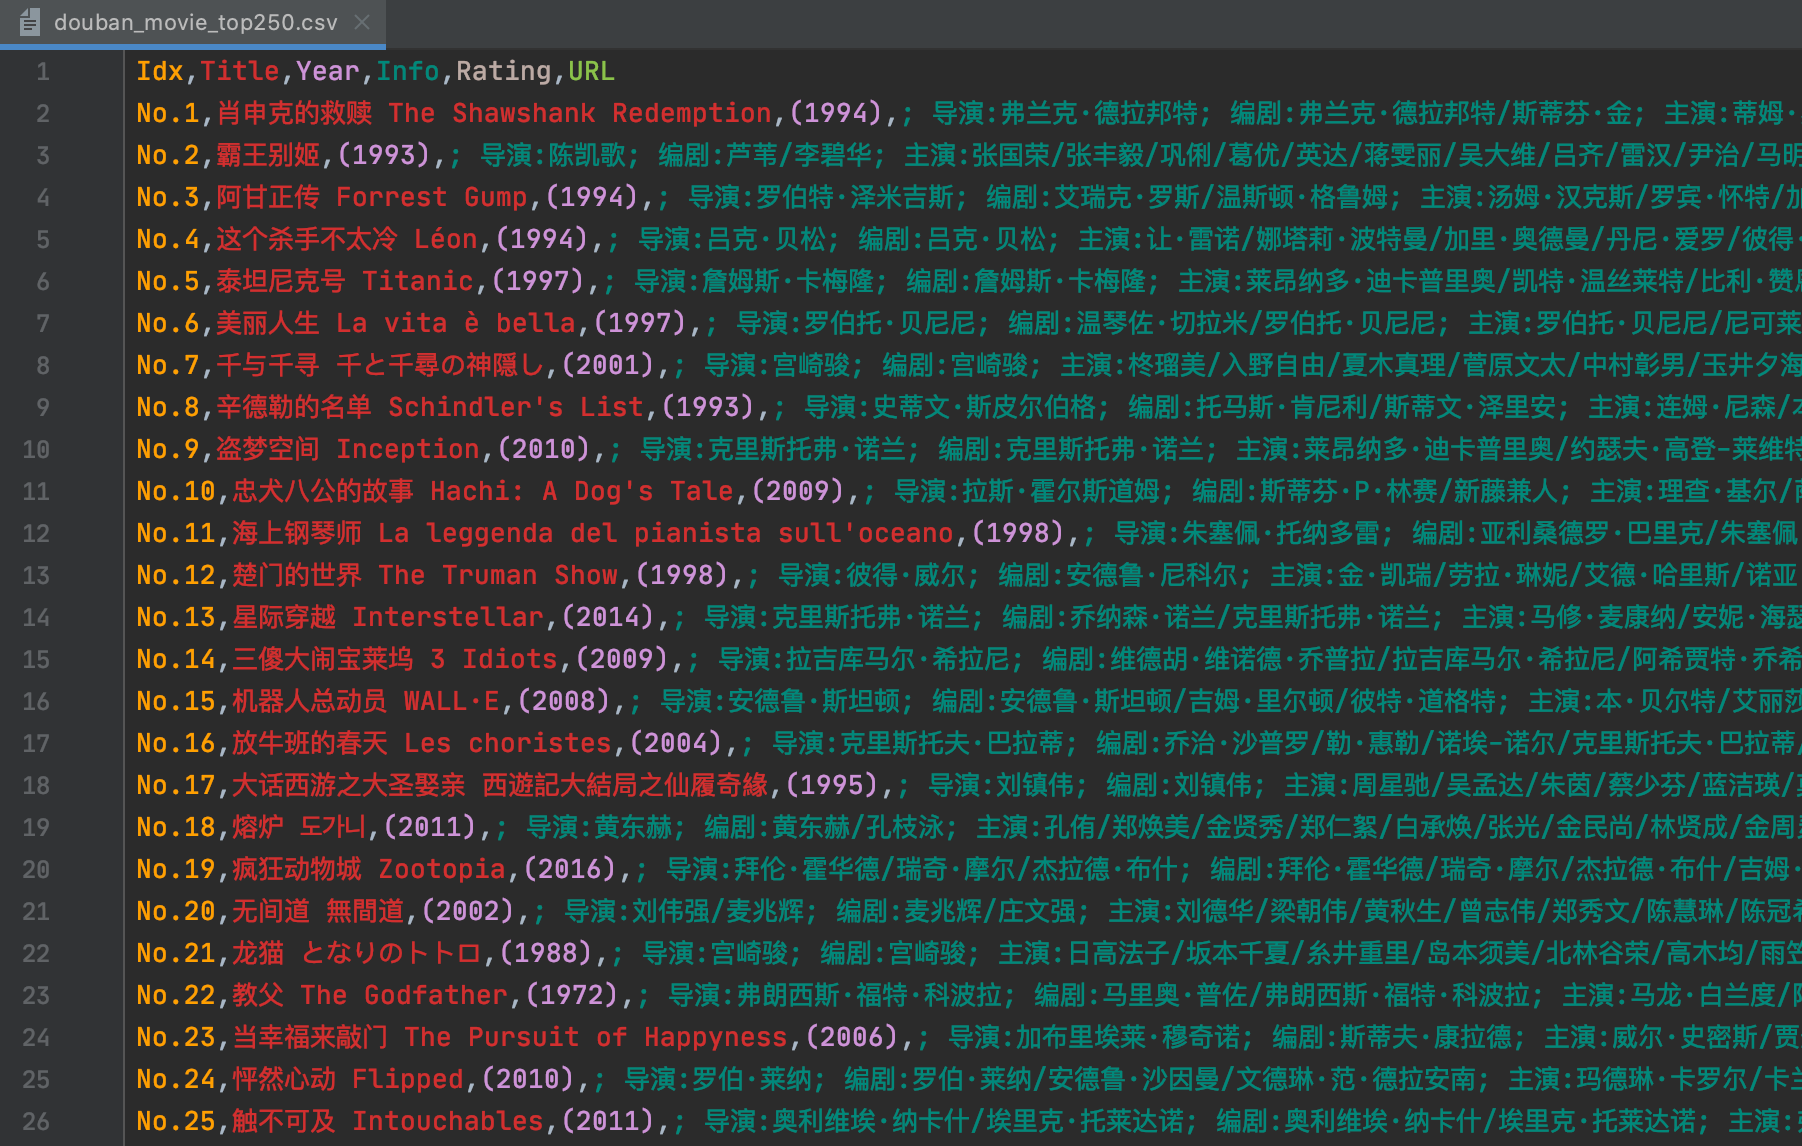 douban_movie_top250.csv
1 Idx,Title,Year,Info,Rating,URL
2 No.1,肖申克的救赎 The Shawshank Redemption,(1994),; 导演:弗兰克·德拉邦特; 编剧:弗兰克·德拉邦特/斯蒂芬·金; 主演:蒂姆·
3 No.2,霸王别姬,(1993),; 导演:陈凯歌; 编剧:芦苇/李碧华; 主演:张国荣/张丰毅/巩俐/葛优/英达/蒋雯丽/吴大维/吕齐/雷汉/尹治/马明
4 No.3,阿甘正传 Forrest Gump,(1994),; 导演:罗伯特·泽米吉斯; 编剧:艾瑞克·罗斯/温斯顿·格鲁姆; 主演:汤姆·汉克斯/罗宾·怀特/加
5 No.4,这个杀手不太冷 Léon,(1994),; 导演:吕克·贝松; 编剧:吕克·贝松; 主演:让·雷诺/娜塔莉·波特曼/加里·奥德曼/丹尼·爱罗/彼得·
6 No.5,泰坦尼克号 Titanic,(1997),; 导演:詹姆斯·卡梅隆; 编剧:詹姆斯·卡梅隆; 主演:莱昂纳多·迪卡普里奥/凯特·温丝莱特/比利·赞
7 No.6,美丽人生 La vita è bella,(1997),; 导演:罗伯托·贝尼尼; 编剧:温琴佐·切拉米/罗伯托·贝尼尼; 主演:罗伯托·贝尼尼/尼可莱
8 No.7,千与千寻 千と千尋の神隠し,(2001),; 导演:宫崎骏; 编剧:宫崎骏; 主演:柊瑠美/入野自由/夏木真理/菅原文太/中村彰男/玉井夕海
9 No.8,辛德勒的名单 Schindler's List,(1993),; 导演:史蒂文·斯皮尔伯格; 编剧:托马斯·肯尼利/斯蒂文·泽里安; 主演:连姆·尼森/
10 No.9,盗梦空间 Inception,(2010),; 导演:克里斯托弗·诺兰; 编剧:克里斯托弗·诺兰; 主演:莱昂纳多·迪卡普里奥/约瑟夫·高登-莱维特
11 No.10,忠犬八公的故事 Hachi: A Dog's Tale,(2009),; 导演:拉斯·霍尔斯道姆; 编剧:斯蒂芬·P·林赛/新藤兼人; 主演:理查·基尔/
12 No.11,海上钢琴师 La leggenda del pianista sull'oceano,(1998),; 导演:朱塞佩·托纳多雷; 编剧:亚利桑德罗·巴里克/朱塞佩
13 No.12,楚门的世界 The Truman Show,(1998),; 导演:彼得·威尔; 编剧:安德鲁·尼科尔; 主演:金·凯瑞/劳拉·琳妮/艾德·哈里斯/诺亚
14 No.13,星际穿越 Interstellar,(2014),; 导演:克里斯托弗·诺兰; 编剧:乔纳森·诺兰/克里斯托弗·诺兰; 主演:马修·麦康纳/安妮·海瑟
15 No.14,三傻大闹宝莱坞 3 Idiots,(2009),; 导演:拉吉库马尔·希拉尼; 编剧:维德胡·维诺德·乔普拉/拉吉库马尔·希拉尼/阿希贾特·乔希
16 No.15,机器人总动员 WALL·E,(2008),; 导演:安德鲁·斯坦顿; 编剧:安德鲁·斯坦顿/吉姆·里尔顿/彼特·道格特; 主演:本·贝尔特/艾丽莎
17 No.16,放牛班的春天 Les choristes,(2004),; 导演:克里斯托夫·巴拉蒂; 编剧:乔治·沙普罗/勒·惠勒/诺埃-诺尔/克里斯托夫·巴拉蒂/
18 No.17,大话西游之大圣娶亲 西遊記大結局之仙履奇緣,(1995),; 导演:刘镇伟; 编剧:刘镇伟; 主演:周星驰/吴孟达/朱茵/蔡少芬/蓝洁瑛/
19 No.18,熔炉 도가니,(2011),; 导演:黄东赫; 编剧:黄东赫/孔枝泳; 主演:孔侑/郑焕美/金贤秀/郑仁絮/白承焕/张光/金民尚/林贤成/金周
20 No.19,疯狂动物城 Zootopia,(2016),; 导演:拜伦·霍华德/瑞奇·摩尔/杰拉德·布什; 编剧:拜伦·霍华德/瑞奇·摩尔/杰拉德·布什/吉姆·
21 No.20,无间道 無間道,(2002),; 导演:刘伟强/麦兆辉; 编剧:麦兆辉/庄文强; 主演:刘德华/梁朝伟/黄秋生/曾志伟/郑秀文/陈慧琳/陈冠希
22 No.21,龙猫 となりのトトロ,(1988),; 导演:宫崎骏; 编剧:宫崎骏; 主演:日高法子/坂本千夏/糸井重里/岛本须美/北林谷荣/高木均/雨笠
23 No.22,教父 The Godfather,(1972),; 导演:弗朗西斯·福特·科波拉; 编剧:马里奥·普佐/弗朗西斯·福特·科波拉; 主演:马龙·白兰度/
24 No.23,当幸福来敲门 The Pursuit of Happyness,(2006),; 导演:加布里埃莱·穆奇诺; 编剧:斯蒂夫·康拉德; 主演:威尔·史密斯/贾
25 No.24,怦然心动 Flipped,(2010),; 导演:罗伯·莱纳; 编剧:罗伯·莱纳/安德鲁·沙因曼/文德琳·范·德拉安南; 主演:玛德琳·卡罗尔/卡
26 No.25,触不可及 Intouchables,(2011),; 导演:奥利维埃·纳卡什/埃里克·托莱达诺; 编剧:奥利维埃·纳卡什/埃里克·托莱达诺; 主演: